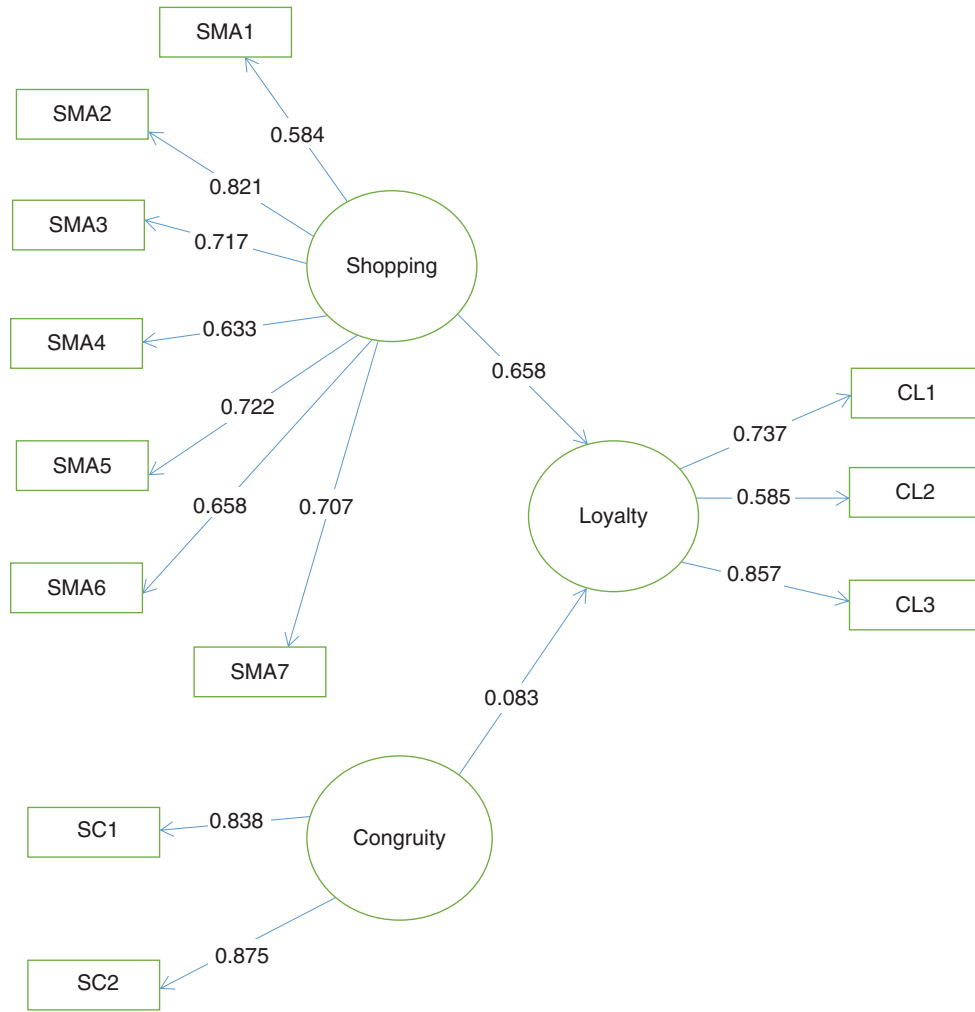 SMA1
SMA2
0.584
0.821
SMA3
0.717
Shopping
SMA4
0.633
0.658
CL1
SMA5
0.722
0.737
SMA6
0.658
0.707
Loyalty
0.585
CL2
0.857
CL3
SMA7
0.083
SC1
0.838
Congruity
SC2
0.875